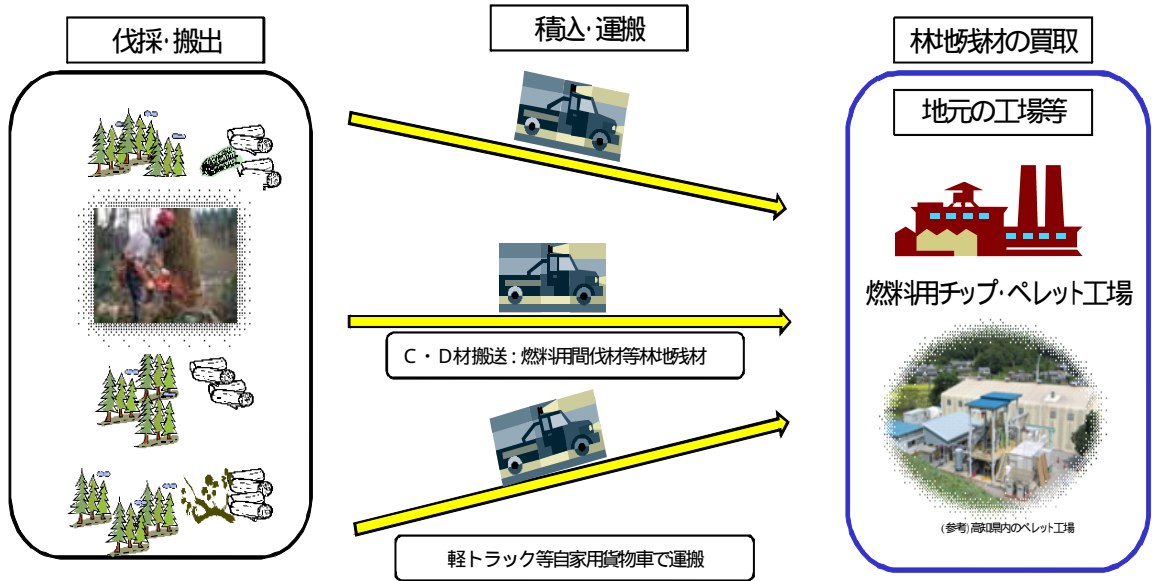 伐採・搬出
積込・運搬
林地残材の買取
地元の工場等
燃料用チップ・ペレット工場
C・D材搬送：燃料用間伐材等林地残材
(参考)高知県内のペレット工場
軽トラック等自家用貨物車で運搬